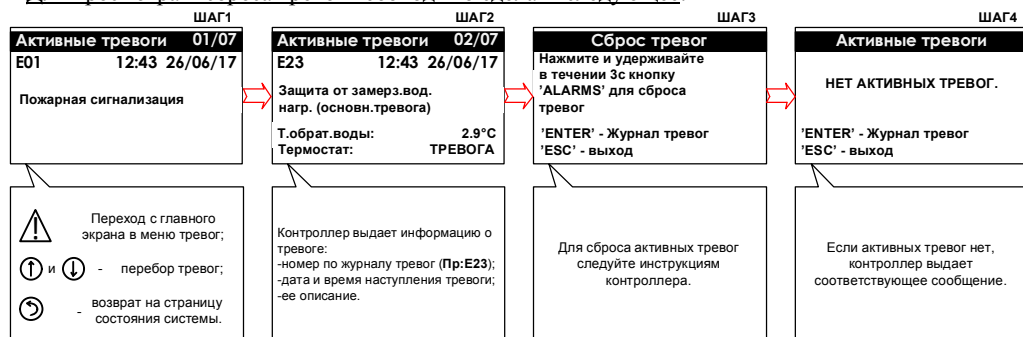 ШАГ1
Активные тревоги 01/07
E01 12:43 26/06/17
Пожарная сигнализация
Переход с главного
экрана в меню тревог;
и - перебор тревог;
- возврат на страницу
состояния системы.
ШАГ2
Активные тревоги 02/07
E23 12:43 26/06/17
Защита от замерз.вод.
нагр. (основн.тревога)
Т.обрат.воды: 2.9°C
Термостат: ТРЕВОГА
Контроллер выдает информацию о
тревоге:
-номер по журналу тревог (Пр:E23);
-дата и время наступления тревоги;
-ее описание.
ШАГ3
Сброс тревог
Нажмите и удерживайте
в течении 3с кнопку
'ALARMS' для сброса
тревог
'ENTER' - Журнал тревог
'ESC' - выход
Для сброса активных тревог
следуйте инструкциям
контроллера.
ШАГ4
Активные тревоги
НЕТ АКТИВНЫХ ТРЕВОГ.
'ENTER' - Журнал тревог
'ESC' - выход
Если активных тревог нет,
контроллер выдает
соответствующее сообщение.